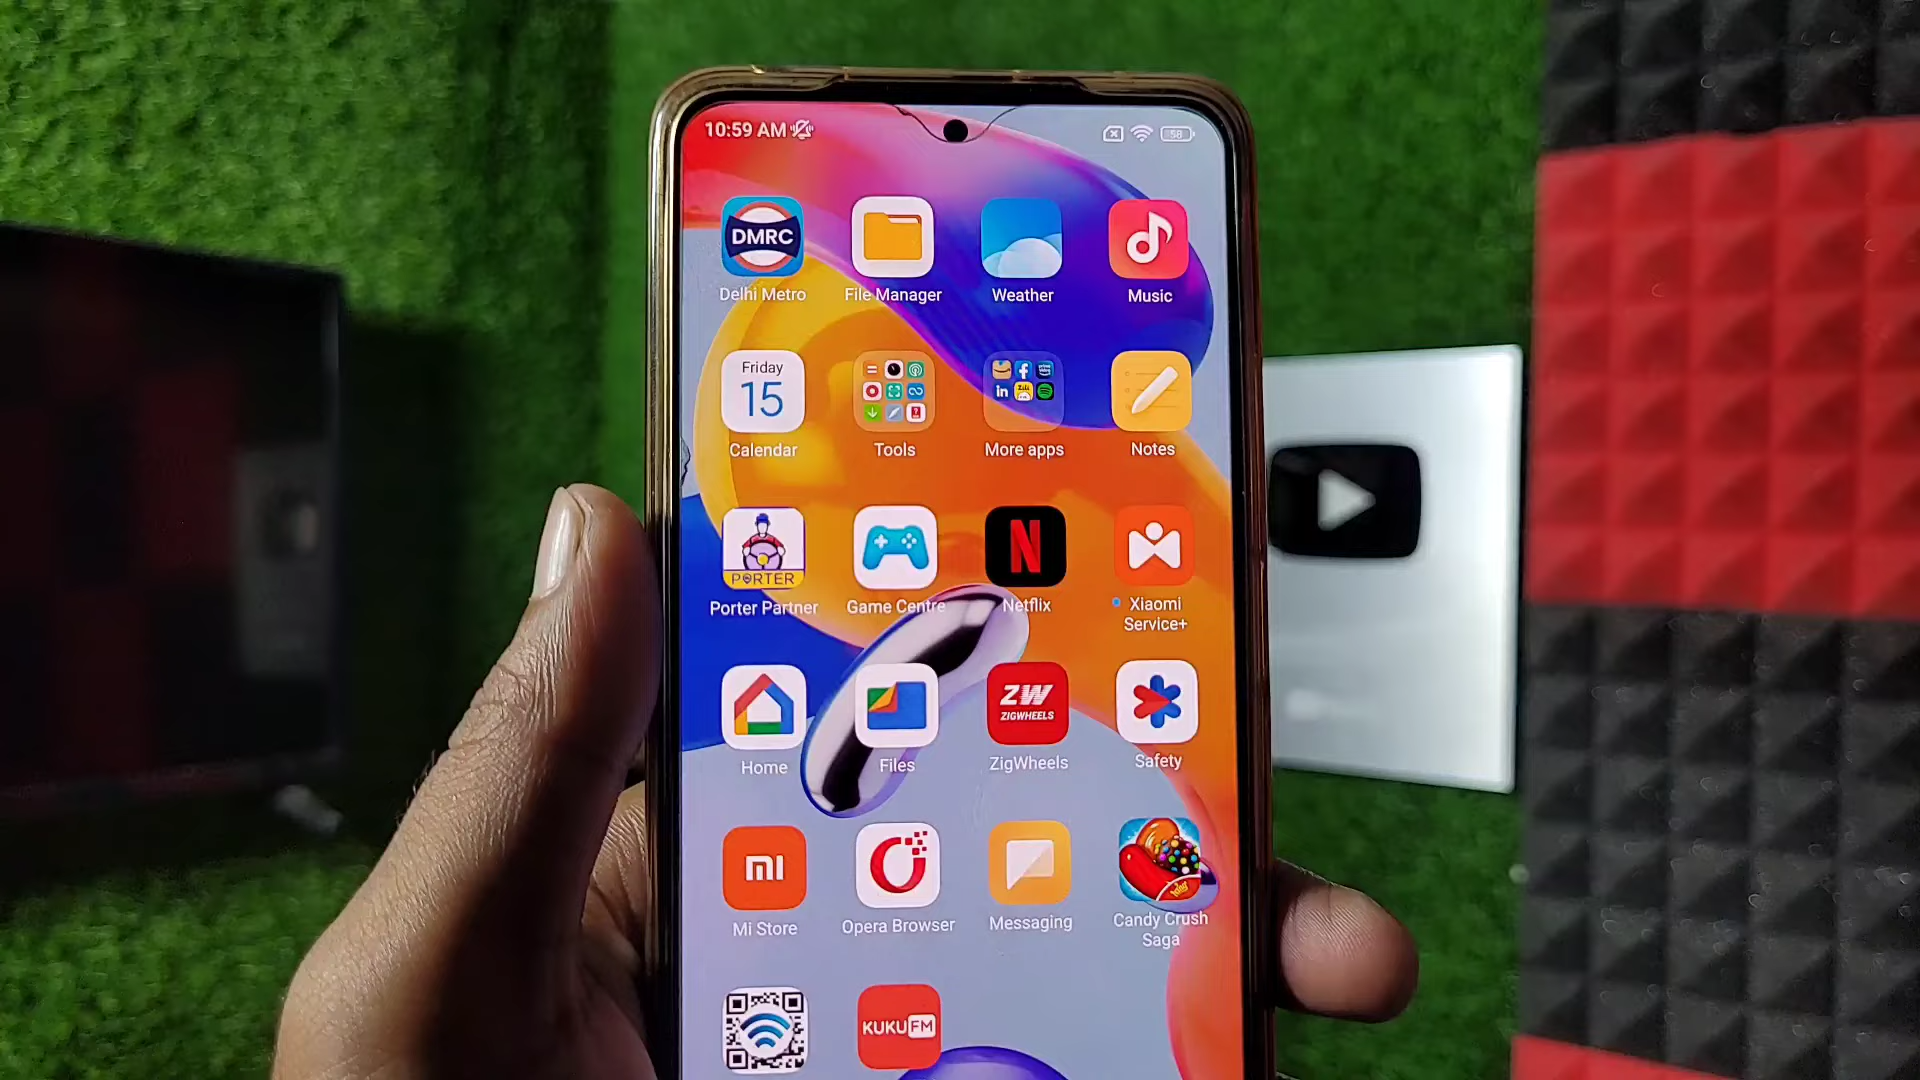 10:59 AM
58
DMRC
Delhi Metro
File Manager
Weather
Music
Friday
15
Calendar
Tools
More apps
Notes
PORTER
Porter Partner
Game Centre
N
Netflix
Xiaomi
Service+
Home
Files
ZW
ZIGWHEELS
ZigWheels
Safety
mi
Mi Store
Opera Browser
Messaging
King
Candy Crush
Saga
KUKU FM